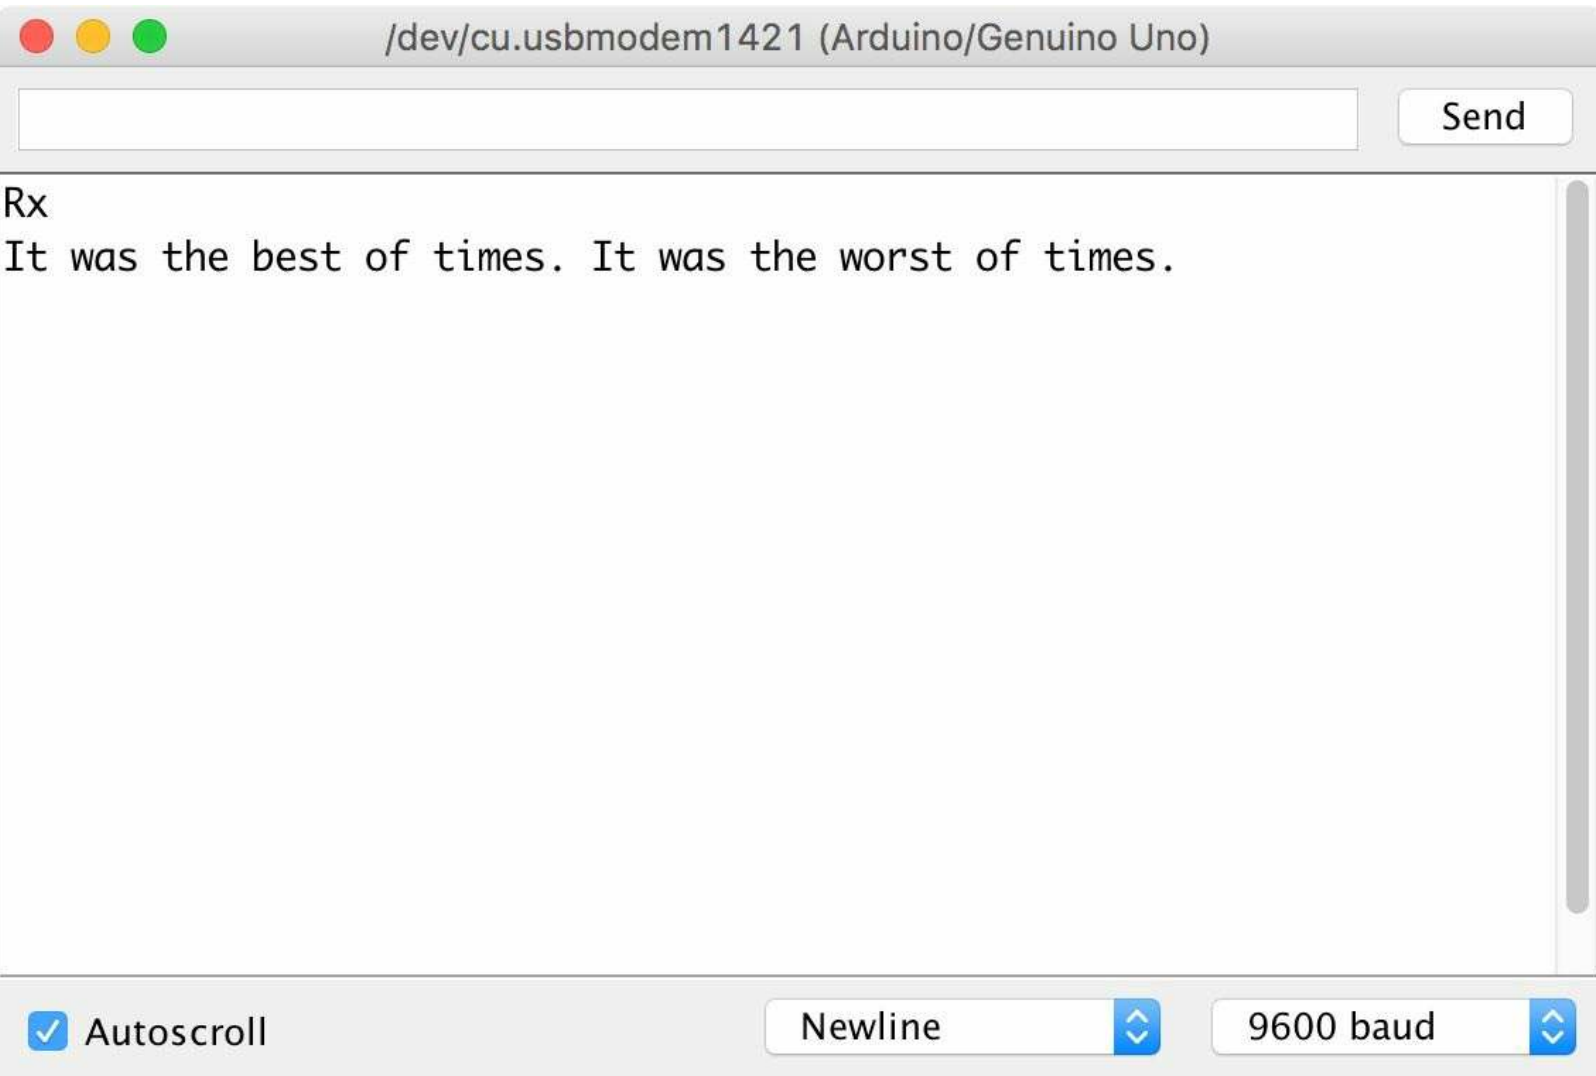 /dev/cu.usbmodem1421 (Arduino/Genuino Uno)
Send
Rx
It was the best of times. It was the worst of times.
Autoscroll
Newline
9600 baud